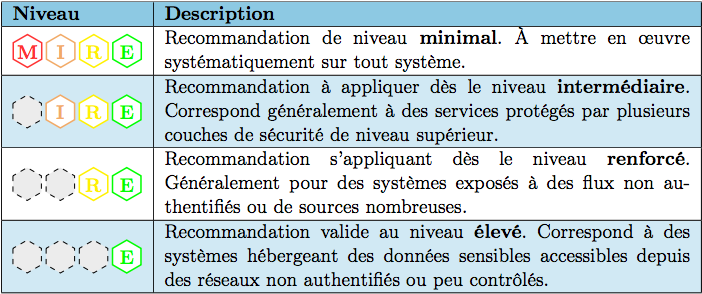 Niveau Description
M I R E Recommandation de niveau minimal. À mettre en œuvre
systématiquement sur tout système.
Recommandation à appliquer dès le niveau intermédiaire.
I R E Correspond généralement à des services protégés par plusieurs
couches de sécurité de niveau supérieur.
Recommandation s'appliquant dès le niveau renforcé.
R E Généralement pour des systèmes exposés à des flux non au-
thentifiés ou de sources nombreuses.
Recommandation valide au niveau élevé. Correspond à des
E systèmes hébergeant des données sensibles accessibles depuis
des réseaux non authentifiés ou peu contrôlés.